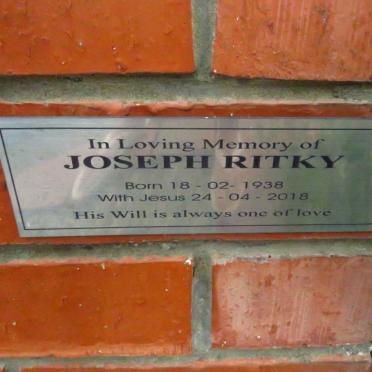 In Loving Memory of
JOSEPH RITKY
Born 18 - 02- 1938
With Jesus 24 - 04 - 2018
His Will is always one of love